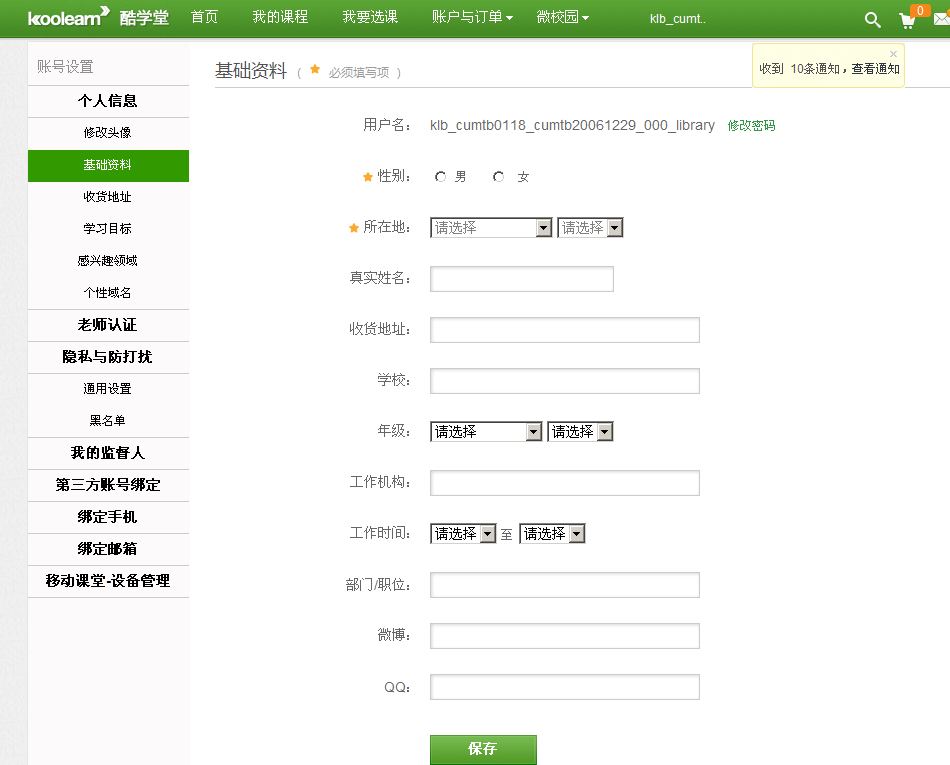 koolearn 酷学堂 首页 我的课程 我要选课 账户与订单 微校园 klb_cumt.. 0
收到 10条通知，查看通知 ×
账号设置
个人信息
修改头像
基础资料
收货地址
学习目标
感兴趣领域
个性域名
老师认证
隐私与防打扰
通用设置
黑名单
我的监督人
第三方账号绑定
绑定手机
绑定邮箱
移动课堂-设备管理
基础资料 （ ★ 必须填写项 ）
用户名： klb_cumtb0118_cumtb20061229_000_library 修改密码
★ 性别： 男 女
★ 所在地： 请选择 请选择
真实姓名：
收货地址：
学校：
年级： 请选择 请选择
工作机构：
工作时间： 请选择 至 请选择
部门/职位：
微博：
QQ：
保存